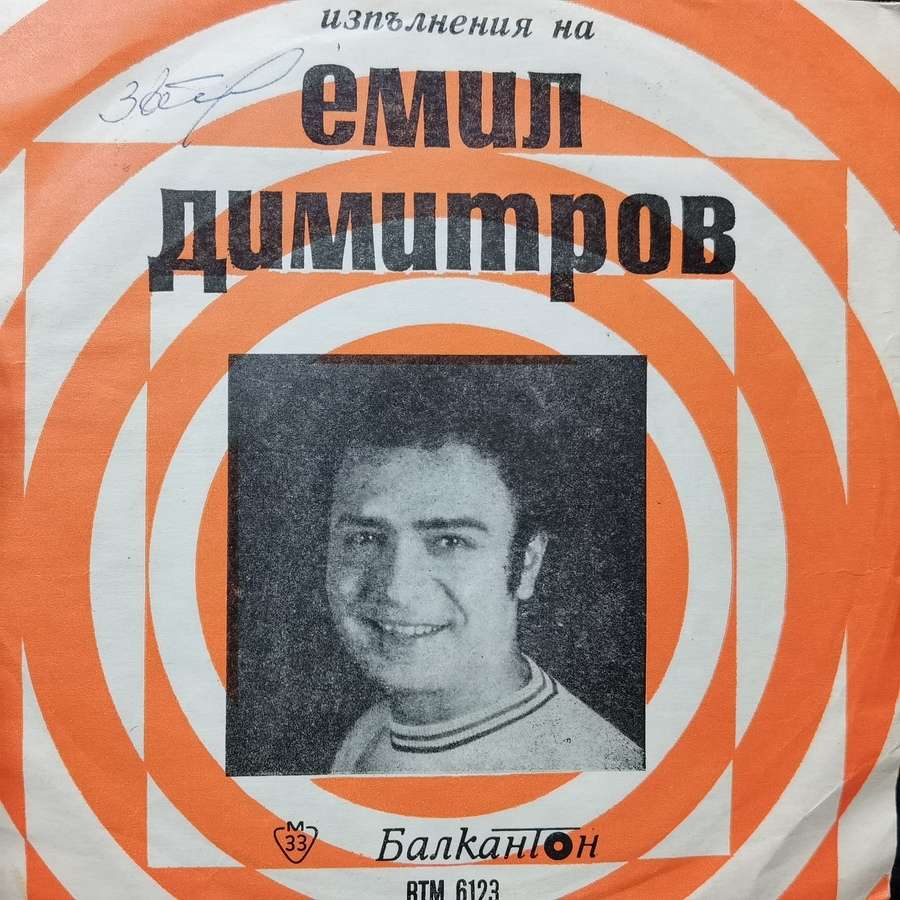 изпълнения на
емил
димитров
М
33
Балкантон
ВТМ 6123